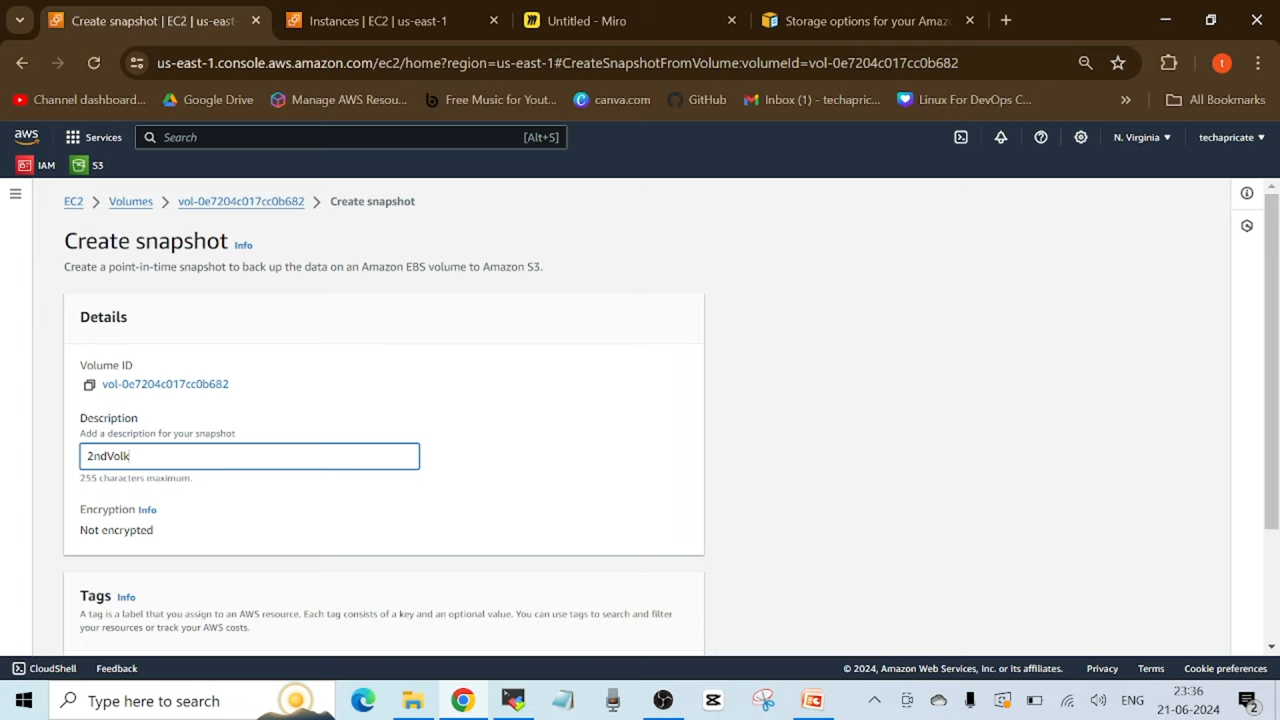 Create snapshot | EC2 | us-east-
Instances | EC2 | us-east-1
Untitled - Miro
Storage options for your Amaz
us-east-1.console.aws.amazon.com/ec2/home?region=us-east-1#CreateSnapshotFromVolume:volumeId=vol-0e7204c017cc0b682
t
Channel dashboard...
Google Drive
Manage AWS Resou...
Free Music for Yout...
canva.com
GitHub
Inbox (1) - techapric...
Linux For DevOps C...
All Bookmarks
aws
Services
Search
[Alt+S]
N. Virginia
techapricate
IAM
S3
EC2
Volumes
vol-0e7204c017cc0b682
Create snapshot
Create snapshot Info
Create a point-in-time snapshot to back up the data on an Amazon EBS volume to Amazon S3.
Details
Volume ID
vol-0e7204c017cc0b682
Description
Add a description for your snapshot
2ndVolk
255 characters maximum.
Encryption Info
Not encrypted
Tags Info
A tag is a label that you assign to an AWS resource. Each tag consists of a key and an optional value. You can use tags to search and filter
your resources or track your AWS costs.
CloudShell
Feedback
© 2024, Amazon Web Services, Inc. or its affiliates.
Privacy
Terms
Cookie preferences
Type here to search
ENG
23:36
21-06-2024
2